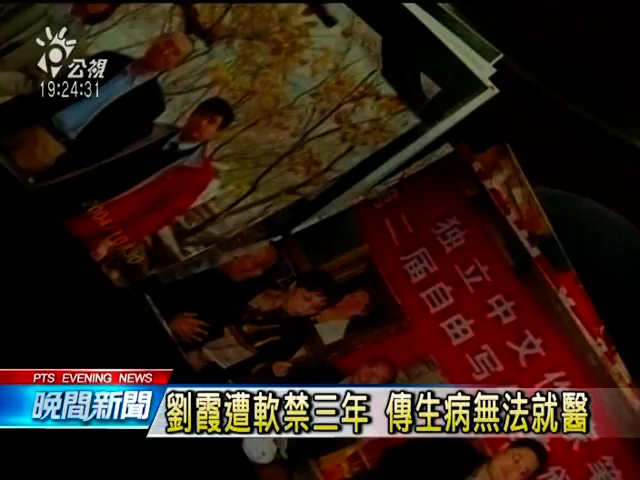 公視
19:24:31
独立中文作
二届自由写
PTS EVENING NEWS
晚間新聞
劉霞遭軟禁三年 傳生病無法就醫